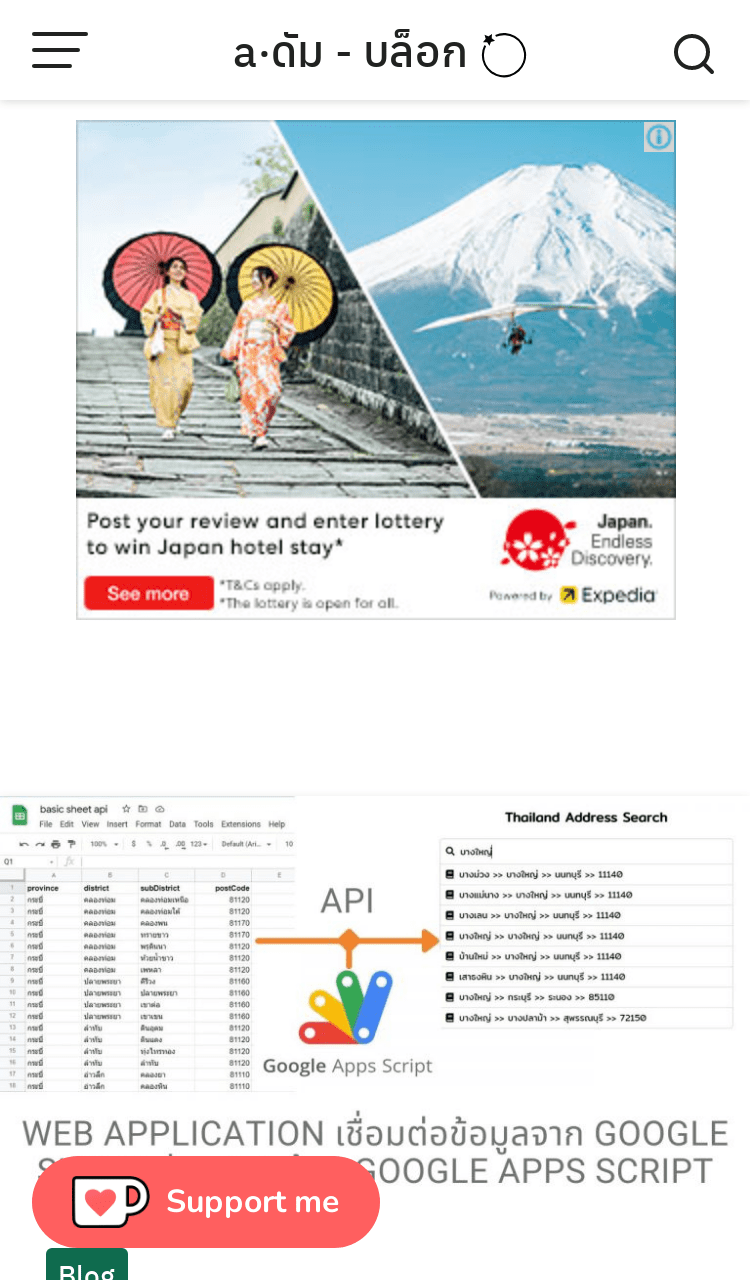 a·ดัม - บล็อก
Post your review and enter lottery
to win Japan hotel stay*
Japan.
Endless
Discovery.
See more
*T&Cs apply.
*The lottery is open for all.
Powered by Expedia
basic sheet api
File Edit View Insert Format Data Tools Extensions Help
100% $ % .0 .00 123 Default (Ari... 10
Q1 fx
A B C D E
1 province district subDistrict postCode
2 กระบี่ คลองท่อม คลองท่อมเหนือ 81120
3 กระบี่ คลองท่อม คลองท่อมใต้ 81120
4 กระบี่ คลองท่อม คลองพน 81170
5 กระบี่ คลองท่อม ทรายขาว 81170
6 กระบี่ คลองท่อม พรุดินนา 81120
7 กระบี่ คลองท่อม ห้วยน้ำขาว 81120
8 กระบี่ คลองท่อม เพหลา 81120
9 กระบี่ ปลายพระยา คีรีวง 81160
10 กระบี่ ปลายพระยา ปลายพระยา 81160
11 กระบี่ ปลายพระยา เขาต่อ 81160
12 กระบี่ ปลายพระยา เขาเขน 81160
13 กระบี่ ลำทับ ดินอุดม 81120
14 กระบี่ ลำทับ ดินแดง 81120
15 กระบี่ ลำทับ ทุ่งไทรทอง 81120
16 กระบี่ ลำทับ ลำทับ 81120
17 กระบี่ อ่าวลึก คลองยา 81110
18 กระบี่ อ่าวลึก คลองหิน 81110
API
Google Apps Script
Thailand Address Search
บางใหญ่
บางม่วง >> บางใหญ่ >> นนทบุรี >> 11140
บางแม่นาง >> บางใหญ่ >> นนทบุรี >> 11140
บางเลน >> บางใหญ่ >> นนทบุรี >> 11140
บางใหญ่ >> บางใหญ่ >> นนทบุรี >> 11140
บ้านใหม่ >> บางใหญ่ >> นนทบุรี >> 11140
เสาธงหิน >> บางใหญ่ >> นนทบุรี >> 11140
บางใหญ่ >> กระบุรี >> ระนอง >> 85110
บางใหญ่ >> บางปลาม้า >> สุพรรณบุรี >> 72150
WEB APPLICATION เชื่อมต่อข้อมูลจาก GOOGLE
GOOGLE APPS SCRIPT
Support me
Blog